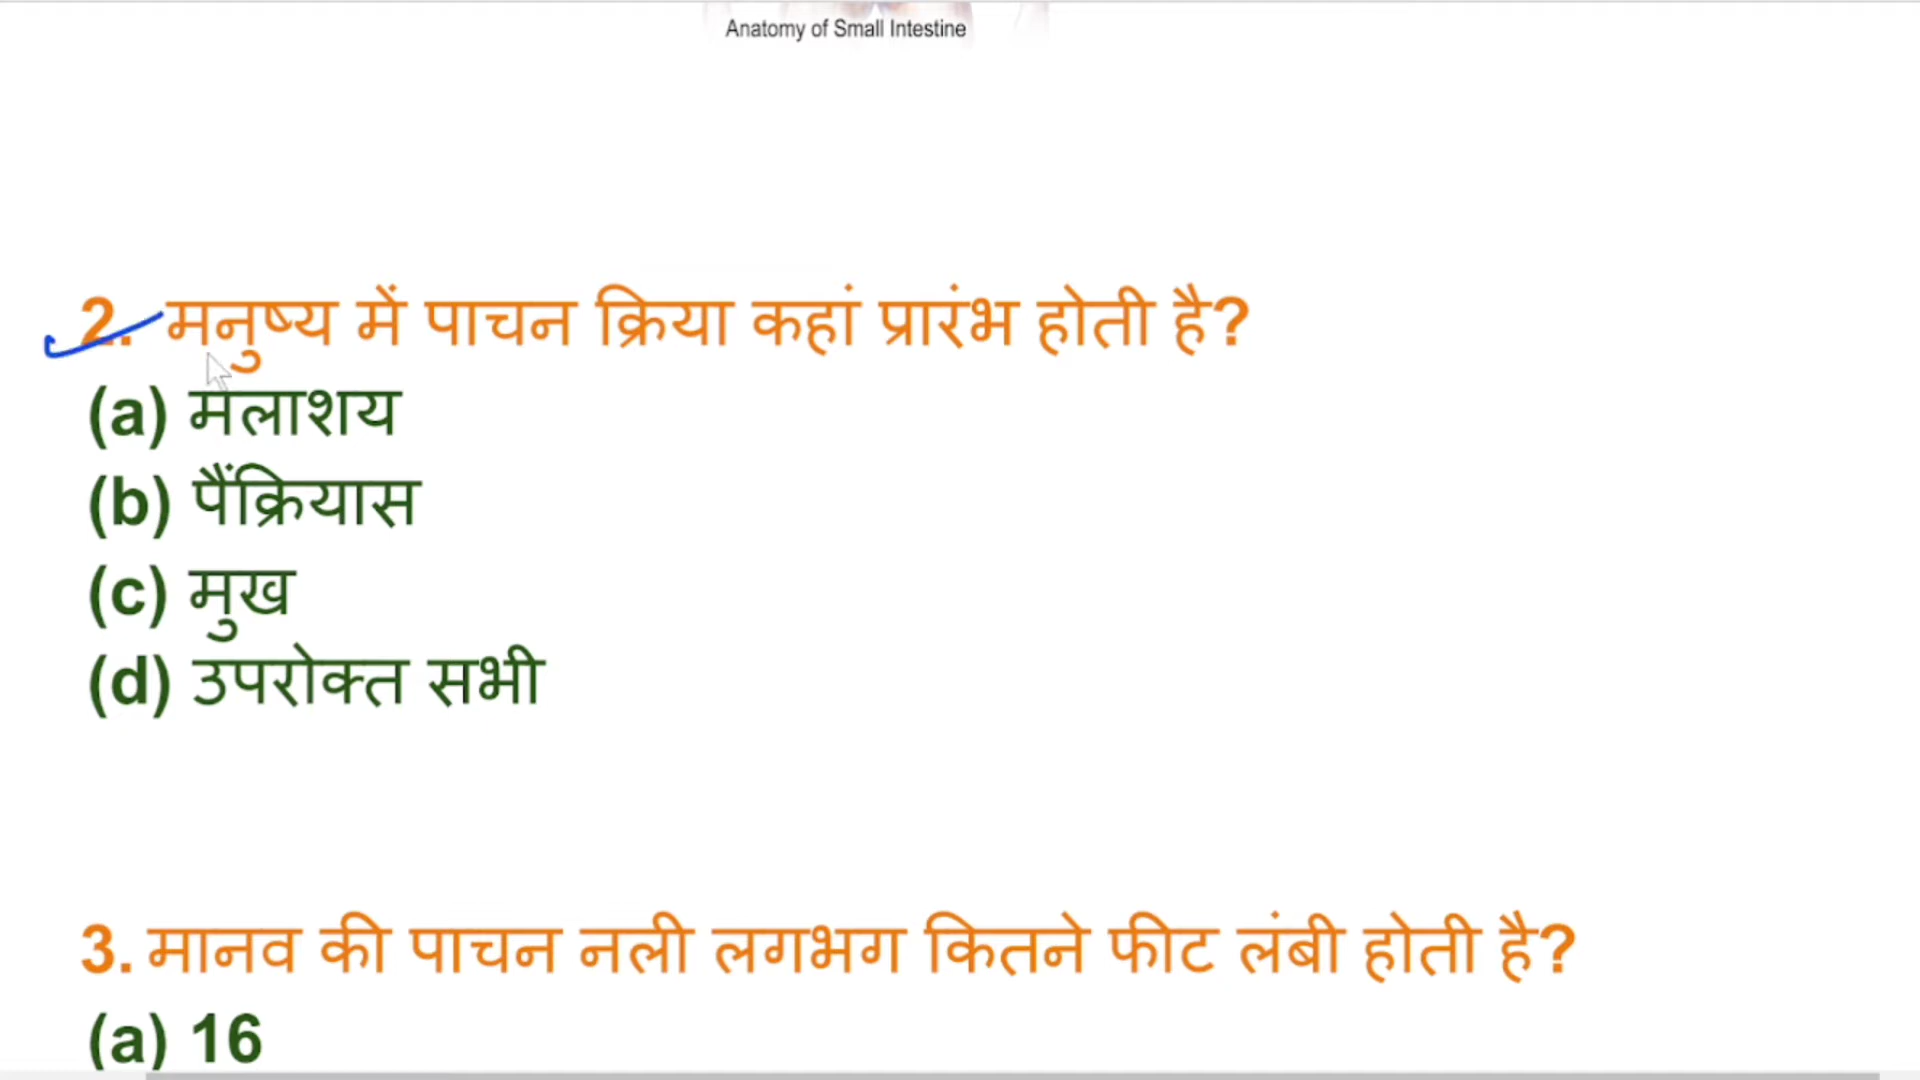 Anatomy of Small Intestine
2. मनुष्य में पाचन क्रिया कहां प्रारंभ होती है?
(a) मलाशय
(b) पैंक्रियास
(c) मुख
(d) उपरोक्त सभी
3. मानव की पाचन नली लगभग कितने फीट लंबी होती है?
(a) 16